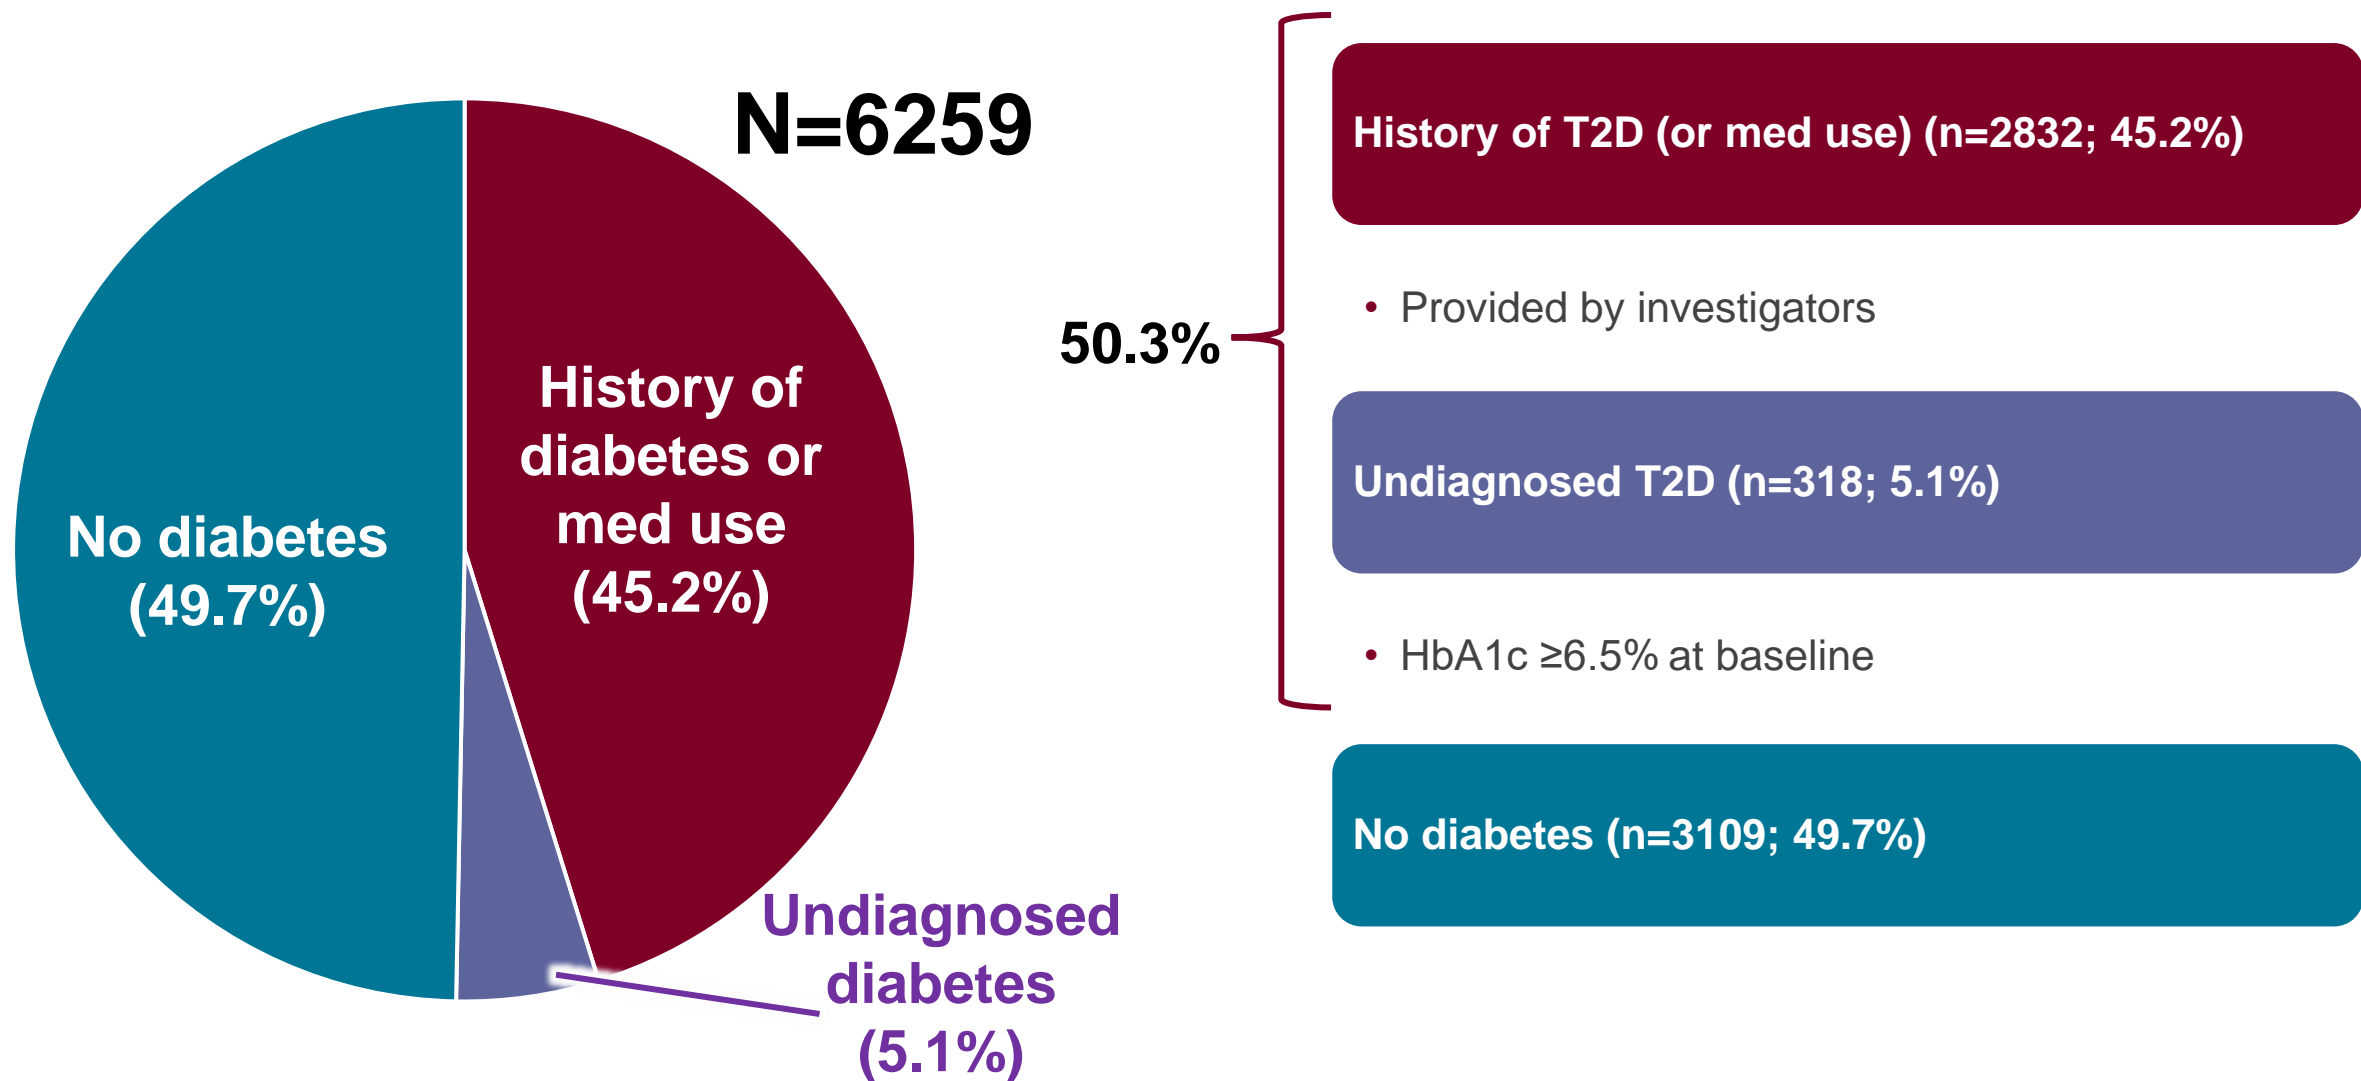 N=6259
History of
diabetes or
med use
(45.2%)
No diabetes
(49.7%)
Undiagnosed
diabetes
(5.1%)
50.3%
History of T2D (or med use) (n=2832; 45.2%)
• Provided by investigators
Undiagnosed T2D (n=318; 5.1%)
• HbA1c ≥6.5% at baseline
No diabetes (n=3109; 49.7%)